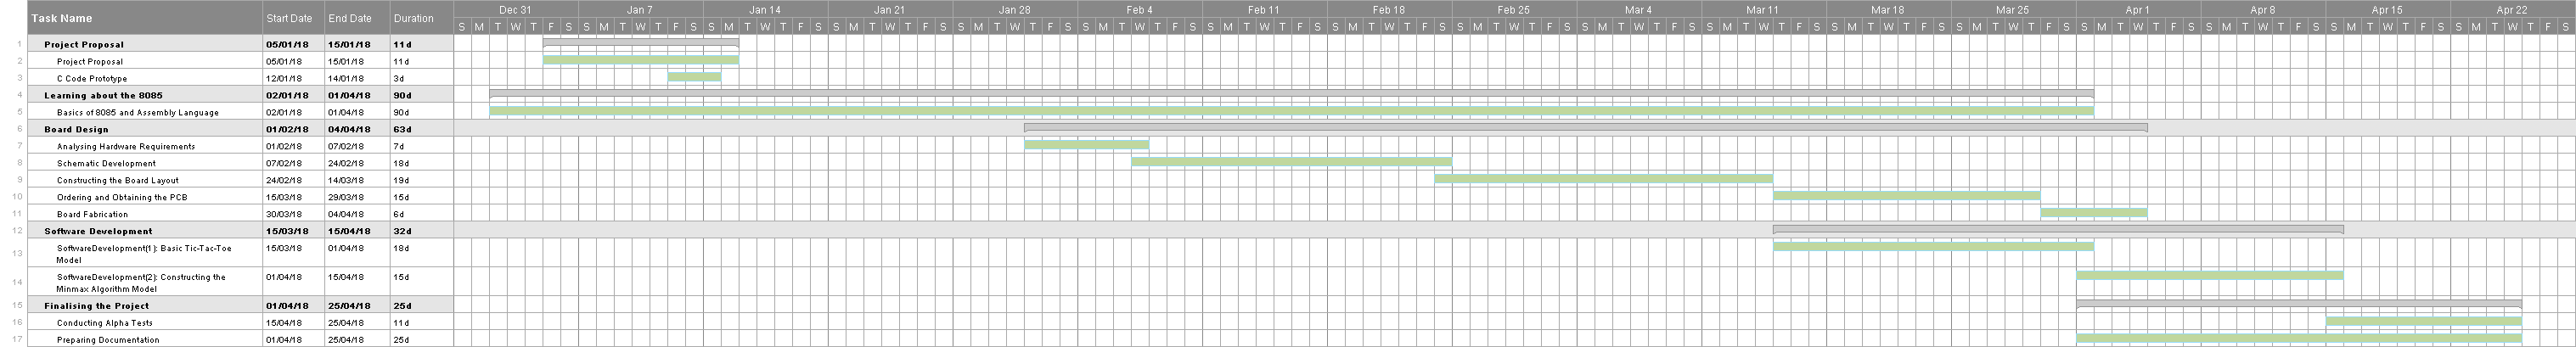 Task Name Start Date End Date Duration Dec 31 Jan 7 Jan 14 Jan 21 Jan 28 Feb 4 Feb 11 Feb 18 Feb 25 Mar 4 Mar 11 Mar 18 Mar 25 Apr 1 Apr 8 Apr 15 Apr 22
S M T W T F S S M T W T F S S M T W T F S S M T W T F S S M T W T F S S M T W T F S S M T W T F S S M T W T F S S M T W T F S S M T W T F S S M T W T F S S M T W T F S S M T W T F S S M T W T F S S M T W T F S S M T W T F S S M T W T F S
1 Project Proposal 05/01/18 15/01/18 11d
2 Project Proposal 05/01/18 15/01/18 11d
3 C Code Prototype 12/01/18 14/01/18 3d
4 Learning about the 8085 02/01/18 01/04/18 90d
5 Basics of 8085 and Assembly Language 02/01/18 01/04/18 90d
6 Board Design 01/02/18 04/04/18 63d
7 Analysing Hardware Requirements 01/02/18 07/02/18 7d
8 Schematic Development 07/02/18 24/02/18 18d
9 Constructing the Board Layout 24/02/18 14/03/18 19d
10 Ordering and Obtaining the PCB 15/03/18 29/03/18 15d
11 Board Fabrication 30/03/18 04/04/18 6d
12 Software Development 15/03/18 15/04/18 32d
13 SoftwareDevelopment(1): Basic Tic-Tac-Toe 15/03/18 01/04/18 18d
Model
14 SoftwareDevelopment(2): Constructing the 01/04/18 15/04/18 15d
Minmax Algorithm Model
15 Finalising the Project 01/04/18 25/04/18 25d
16 Conducting Alpha Tests 15/04/18 25/04/18 11d
17 Preparing Documentation 01/04/18 25/04/18 25d